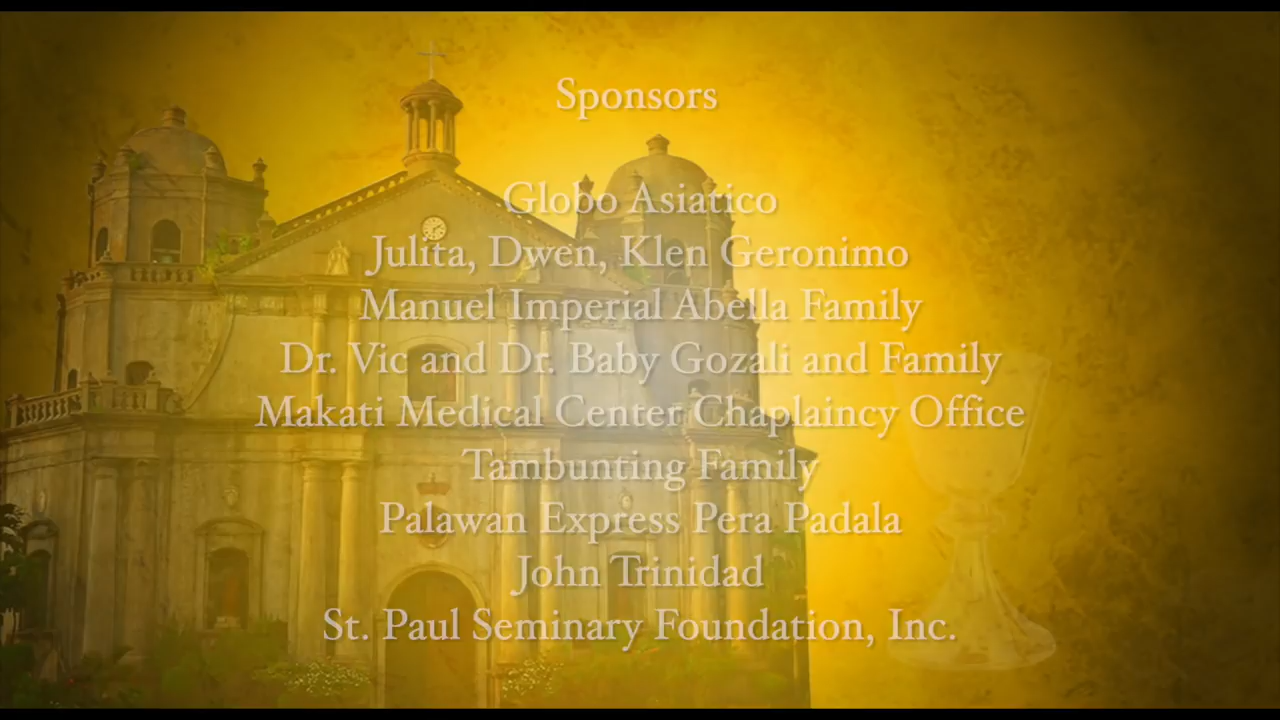 Sponsors
Globo Asiatico
Julita, Dwen, Klen Geronimo
Manuel Imperial Abella Family
Dr. Vic and Dr. Baby Gozali and Family
Makati Medical Center Chaplaincy Office
Tambunting Family
Palawan Express Pera Padala
John Trinidad
St. Paul Seminary Foundation, Inc.